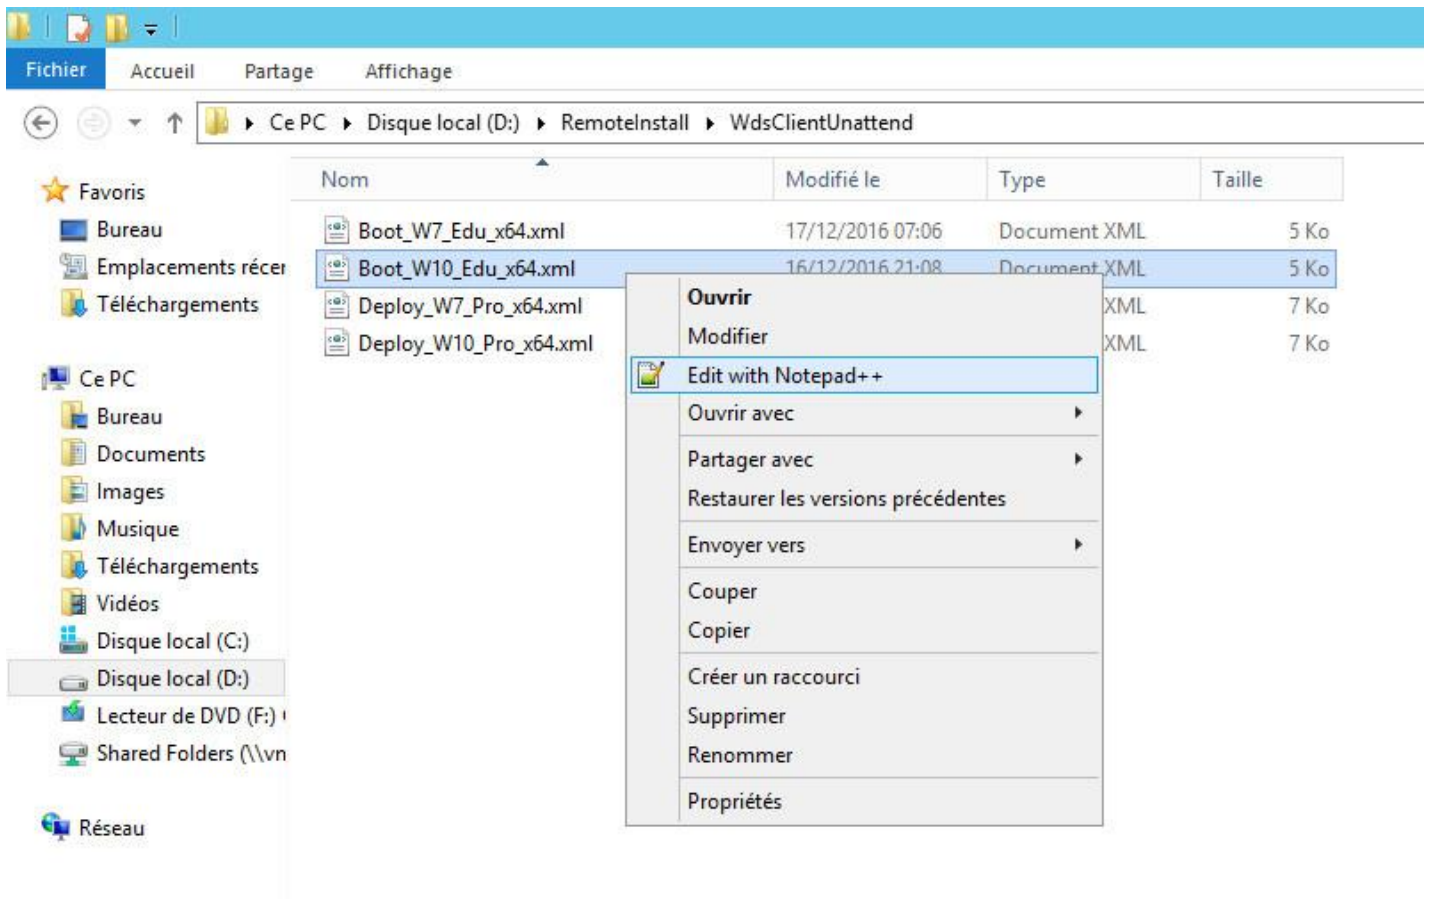 Fichier Accueil Partage Affichage
Ce PC Disque local (D:) RemoteInstall WdsClientUnattend
Nom Modifié le Type Taille
Favoris
Bureau
Emplacements récer
Téléchargements
Ce PC
Bureau
Documents
Images
Musique
Téléchargements
Vidéos
Disque local (C:)
Disque local (D:)
Lecteur de DVD (F:)
Shared Folders (\\vn
Réseau
Boot_W7_Edu_x64.xml 17/12/2016 07:06 Document XML 5 Ko
Boot_W10_Edu_x64.xml 16/12/2016 21:08 Document XML 5 Ko
Deploy_W7_Pro_x64.xml XML 7 Ko
Deploy_W10_Pro_x64.xml XML 7 Ko
Ouvrir
Modifier
Edit with Notepad++
Ouvrir avec
Partager avec
Restaurer les versions précédentes
Envoyer vers
Couper
Copier
Créer un raccourci
Supprimer
Renommer
Propriétés